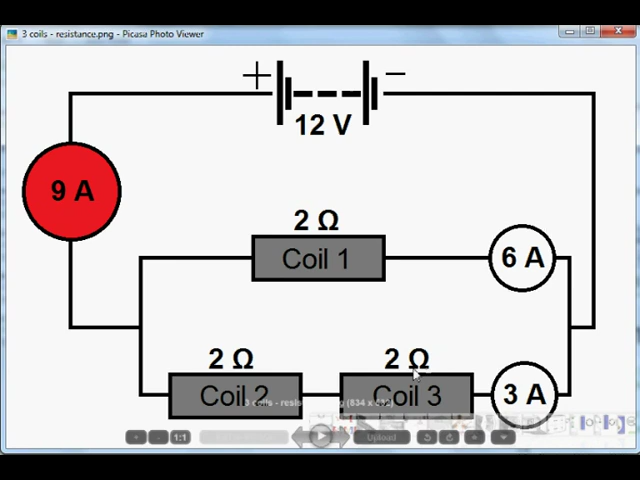 3 coils - resistance.png - Picasa Photo Viewer
+ −
12 V
9 A
2 Ω
Coil 1
6 A
2 Ω 2 Ω
Coil 2 Coil 3
3 A
1:1
Upload